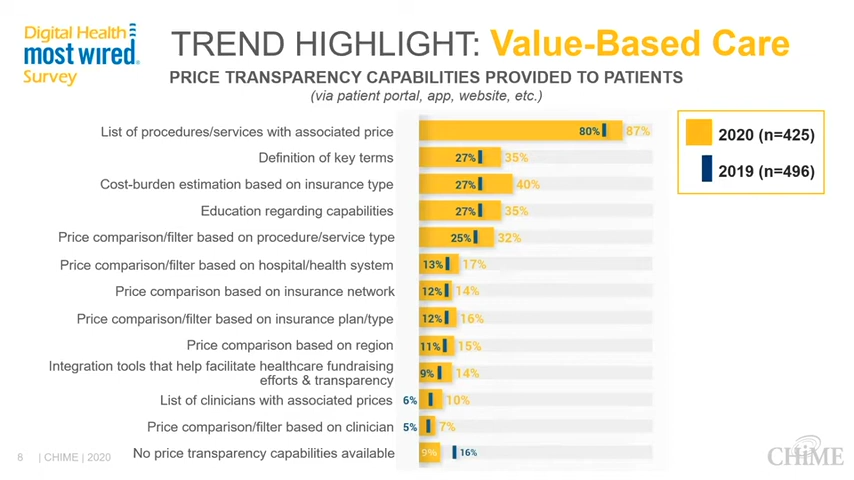 Digital Health
most wired
Survey
TREND HIGHLIGHT: Value-Based Care
PRICE TRANSPARENCY CAPABILITIES PROVIDED TO PATIENTS
(via patient portal, app, website, etc.)
2020 (n=425)
2019 (n=496)
List of procedures/services with associated price 80% 87%
Definition of key terms 27% 35%
Cost-burden estimation based on insurance type 27% 40%
Education regarding capabilities 27% 35%
Price comparison/filter based on procedure/service type 25% 32%
Price comparison/filter based on hospital/health system 13% 17%
Price comparison based on insurance network 12% 14%
Price comparison/filter based on insurance plan/type 12% 16%
Price comparison based on region 11% 15%
Integration tools that help facilitate healthcare fundraising
efforts & transparency 9% 14%
List of clinicians with associated prices 6% 10%
Price comparison/filter based on clinician 5% 7%
No price transparency capabilities available 9% 16%
8 | CHIME | 2020
CHiME